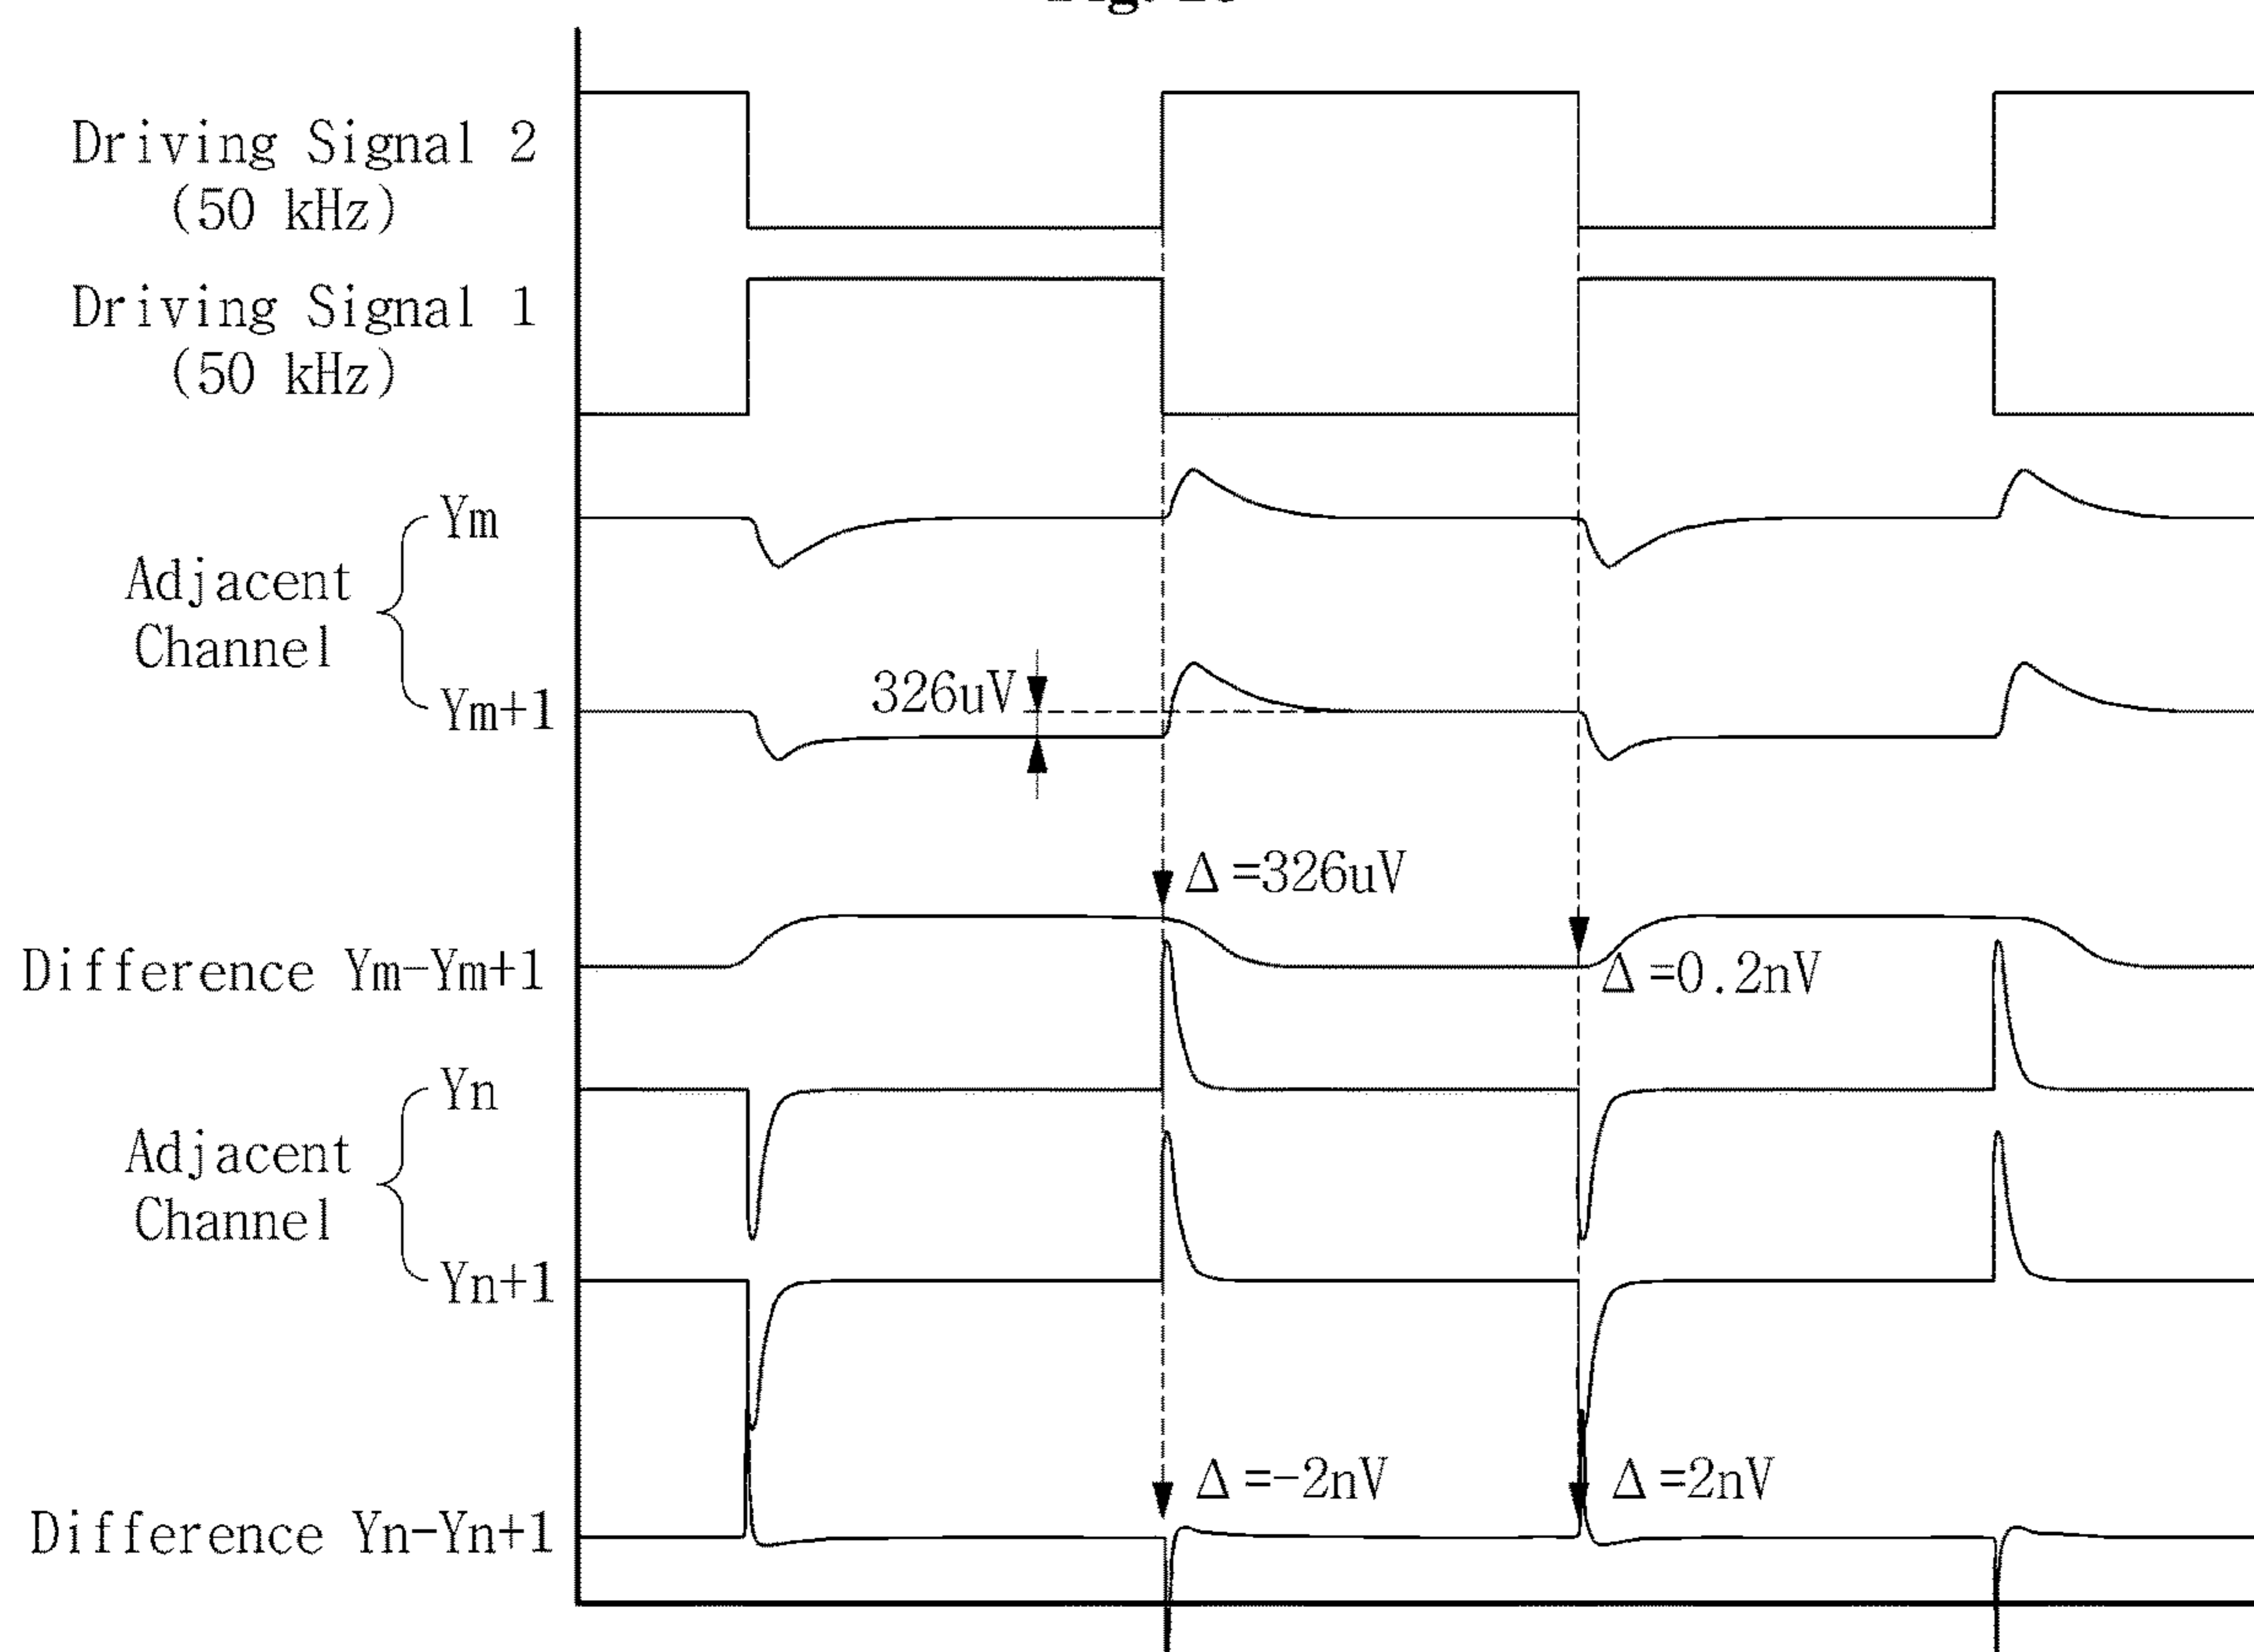 Driving Signal 2
(50 kHz)
Driving Signal 1
(50 kHz)
Ym
Adjacent
Channel
326uV
Ym+1
Δ=326uV
Difference Ym-Ym+1
Δ=0.2nV
Yn
Adjacent
Channel
Yn+1
Δ=-2nV
Δ=2nV
Difference Yn-Yn+1